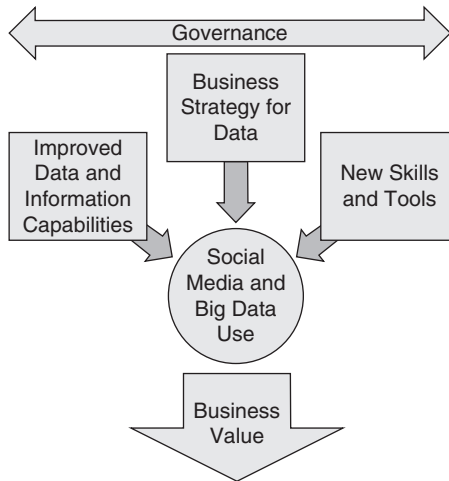 Governance
Business
Strategy for
Data
Improved
Data and
Information
Capabilities
New Skills
and Tools
Social
Media and
Big Data
Use
Business
Value